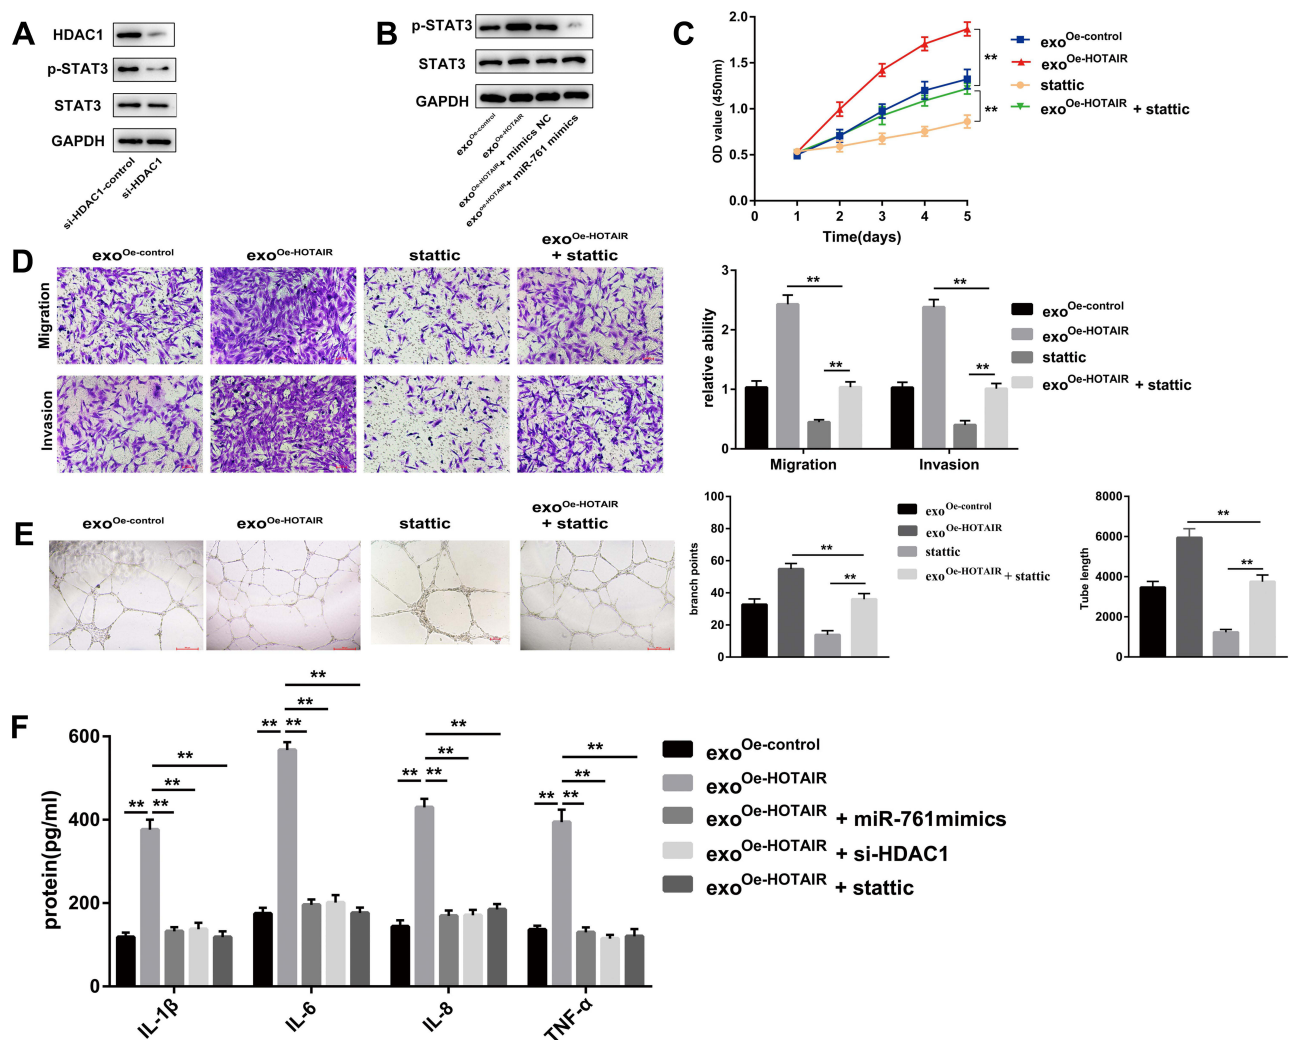 A
HDAC1
p-STAT3
STAT3
GAPDH
si-HDAC1-control
si-HDAC1
B
p-STAT3
STAT3
GAPDH
exoOe-control
exoOe-HOTAIR
exoOe-HOTAIR+ mimics NC
exooe-HOTAIR+ miR-761 mimics
C
OD value (450nm)
2.0
1.5
1.0
0.5
0.0
0 1 2 3 4 5
Time(days)
**
**
exoOe-control
exoOe-HOTAIR
stattic
exoOe-HOTAIR + stattic
D
exoOe-control
exoOe-HOTAIR
stattic
exoOe-HOTAIR
+ stattic
Migration
Invasion
relative ability
3
2
1
0
** **
** **
Migration Invasion
exoOe-control
exoOe-HOTAIR
stattic
exoOe-HOTAIR + stattic
E
exoOe-control
exoOe-HOTAIR
stattic
exoOe-HOTAIR
+ stattic
branch points
100
80
60
40
20
0
**
**
exoOe-control
exoOe-HOTAIR
stattic
exoOe-HOTAIR + stattic
Tube length
8000
6000
4000
2000
0
**
**
F
protein(pg/ml)
600
400
200
0
** ** ** **
** ** ** **
** ** ** **
** ** ** **
IL-1β
IL-6
IL-8
TNF-α
exoOe-control
exoOe-HOTAIR
exoOe-HOTAIR + miR-761mimics
exoOe-HOTAIR + si-HDAC1
exoOe-HOTAIR + stattic